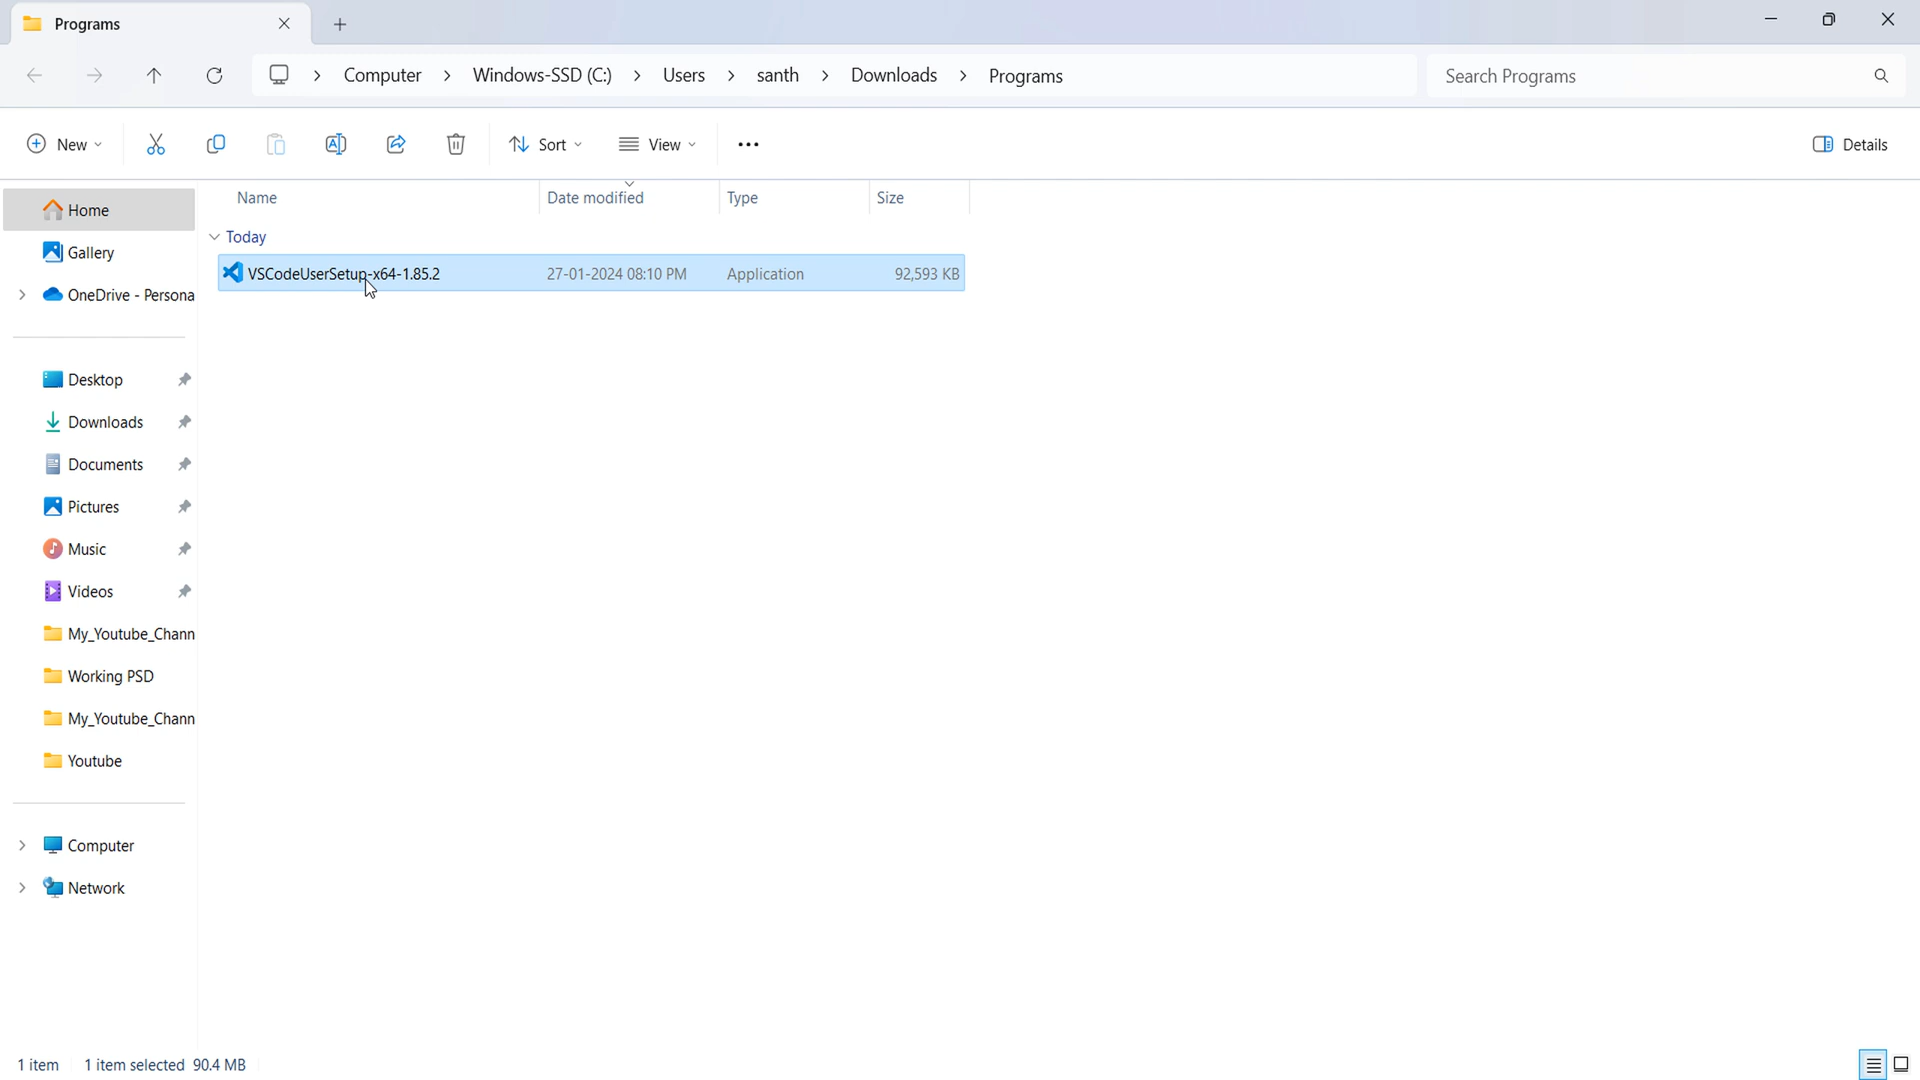 Programs
Computer Windows-SSD (C:) Users santh Downloads Programs
Search Programs
New
Sort
View
Details
Name Date modified Type Size
Today
VSCodeUserSetup-x64-1.85.2 27-01-2024 08:10 PM Application 92,593 KB
Home
Gallery
OneDrive - Persona
Desktop
Downloads
Documents
Pictures
Music
Videos
My_Youtube_Chann
Working PSD
My_Youtube_Chann
Youtube
Computer
Network
1 item 1 item selected 90.4 MB